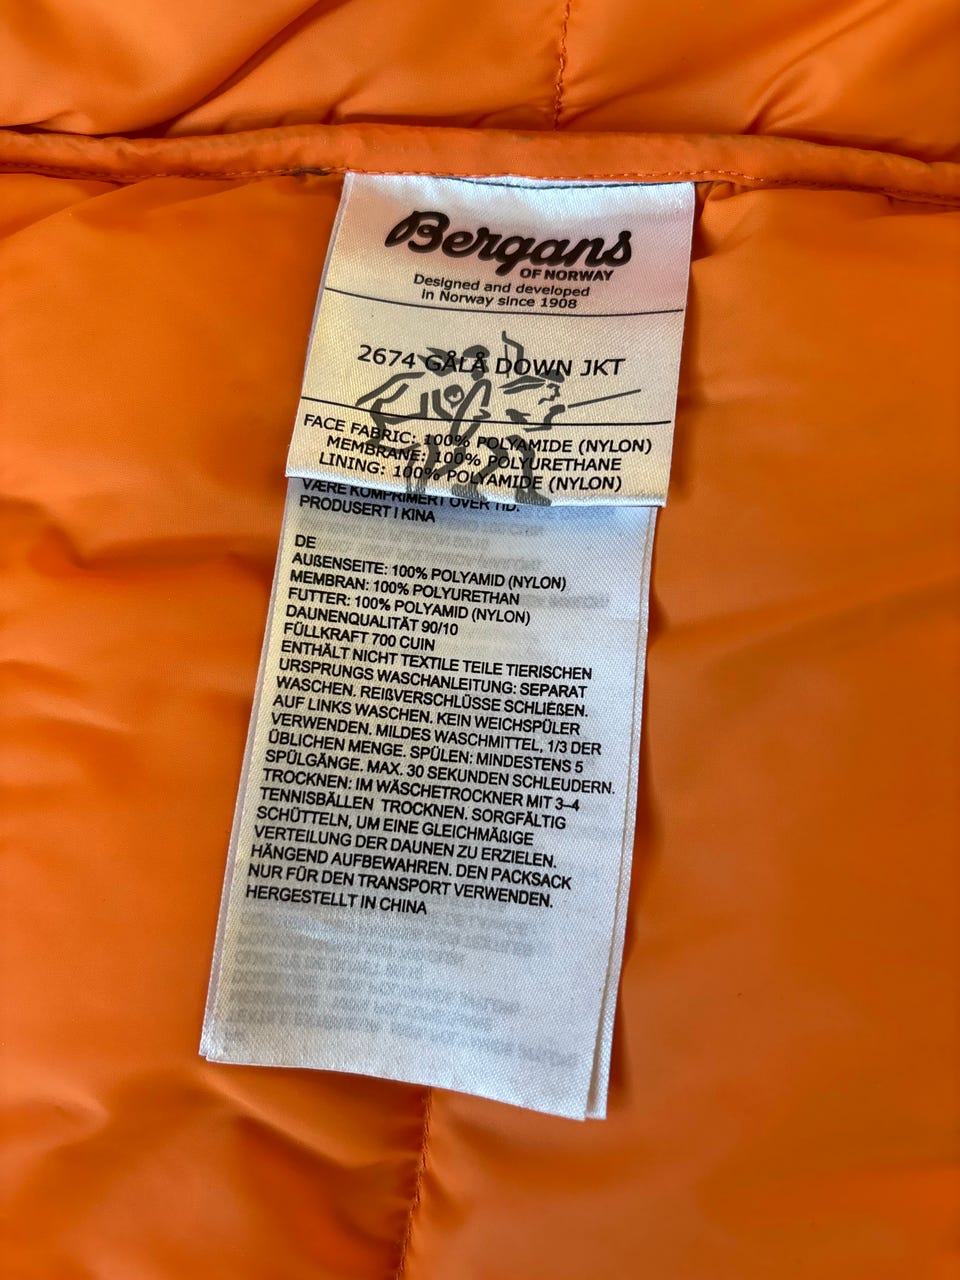 Bergans
OF NORWAY
Designed and developed
in Norway since 1908
2674 GÅLÅ DOWN JKT
FACE FABRIC: 100% POLYAMIDE (NYLON)
MEMBRANE: 100% POLYURETHANE
LINING: 100% POLYAMIDE (NYLON)
VÆRE KOMPRIMERT OVER TID.
PRODUSERT I KINA
DE
AUßENSEITE: 100% POLYAMID (NYLON)
MEMBRAN: 100% POLYURETHAN
FUTTER: 100% POLYAMID (NYLON)
DAUNENQUALITÄT 90/10
FÜLLKRAFT 700 CUIN
ENTHÄLT NICHT TEXTILE TEILE TIERISCHEN
URSPRUNGS WASCHANLEITUNG: SEPARAT
WASCHEN. REIßVERSCHLÜSSE SCHLIEßEN.
AUF LINKS WASCHEN. KEIN WEICHSPÜLER
VERWENDEN. MILDES WASCHMITTEL, 1/3 DER
ÜBLICHEN MENGE. SPÜLEN: MINDESTENS 5
SPÜLGÄNGE. MAX. 30 SEKUNDEN SCHLEUDERN.
TROCKNEN: IM WÄSCHETROCKNER MIT 3–4
TENNISBÄLLEN TROCKNEN. SORGFÄLTIG
SCHÜTTELN, UM EINE GLEICHMÄßIGE
VERTEILUNG DER DAUNEN ZU ERZIELEN.
HÄNGEND AUFBEWAHREN. DEN PACKSACK
NUR FÜR DEN TRANSPORT VERWENDEN.
HERGESTELLT IN CHINA